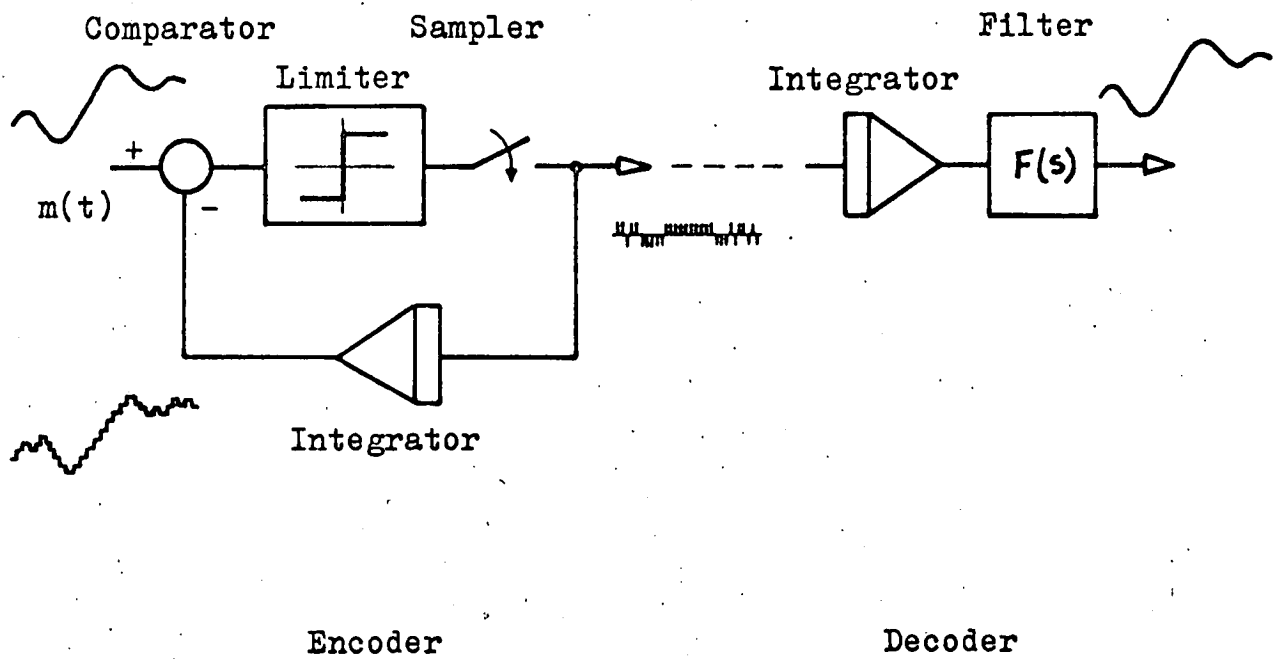 Comparator
Sampler
Filter
Limiter
Integrator
+
m(t)
-
F(s)
Integrator
Encoder
Decoder